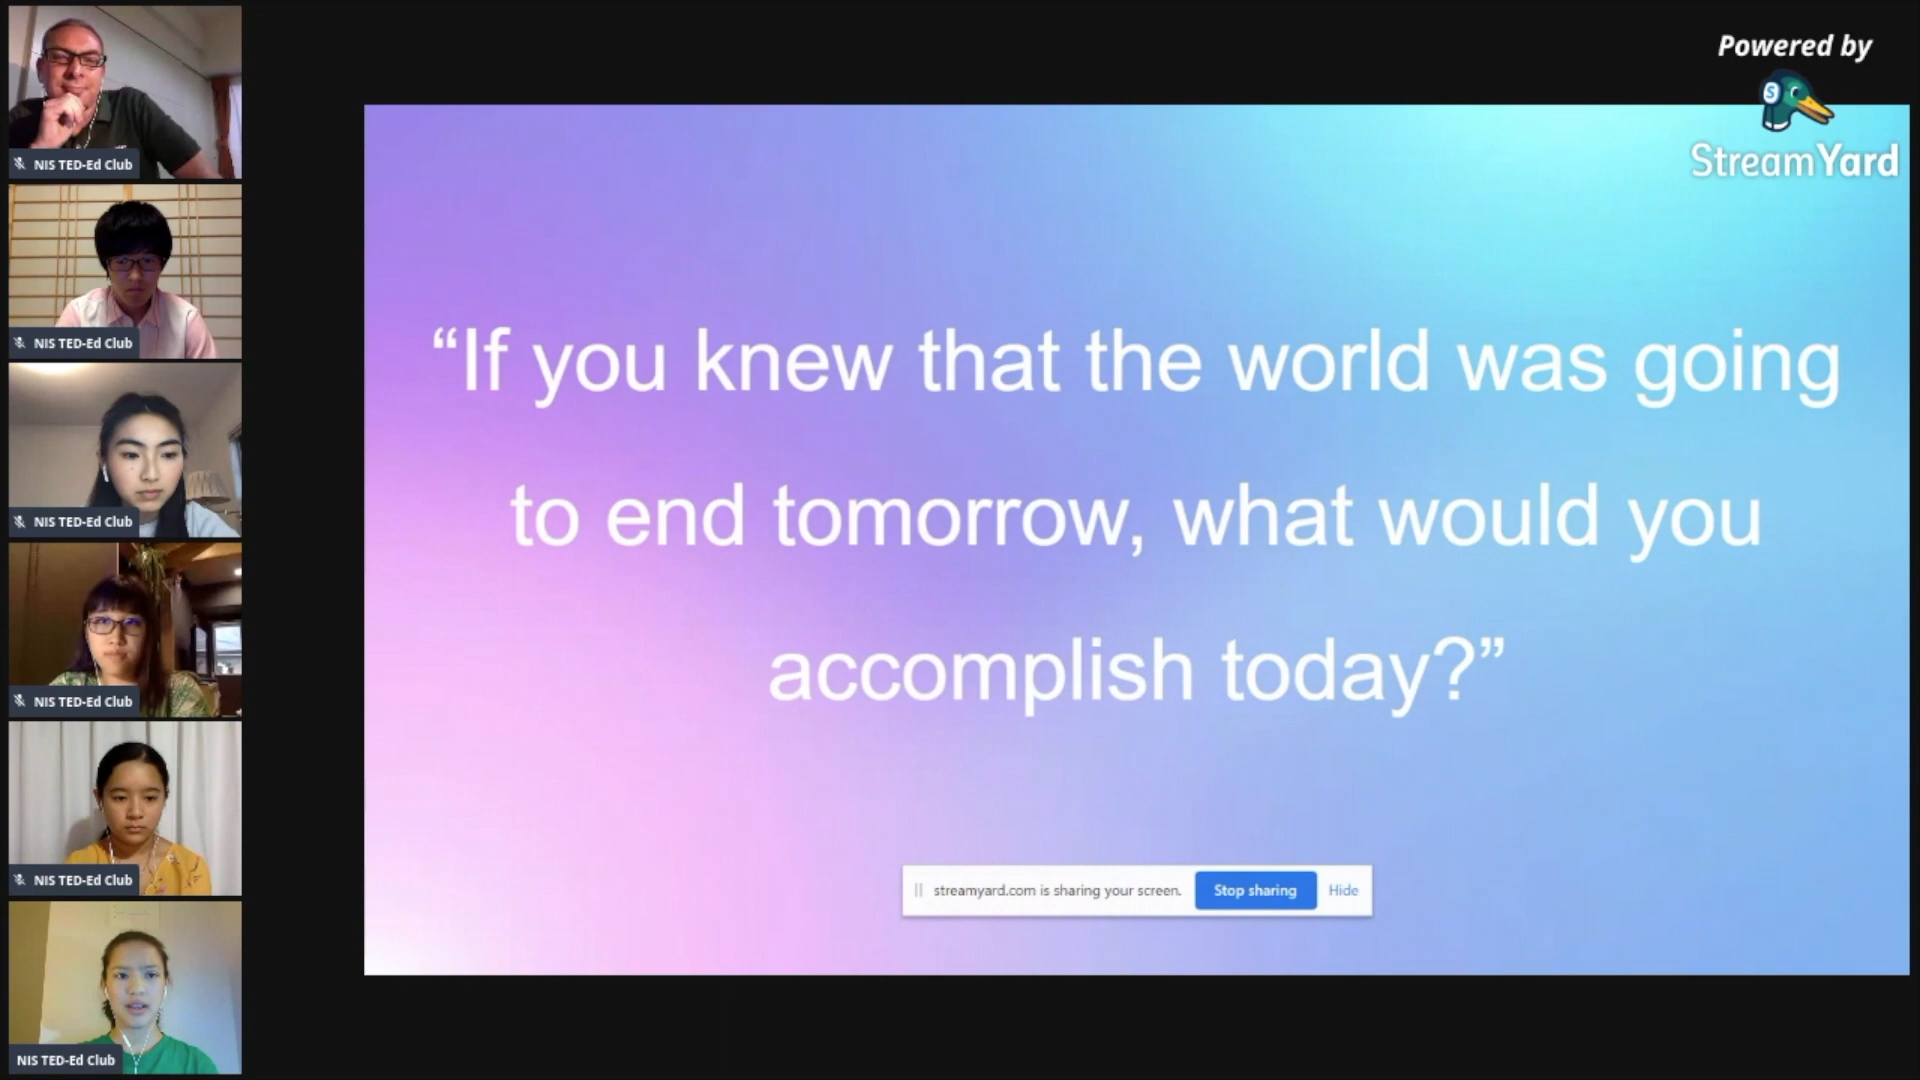 NIS TED-Ed Club
NIS TED-Ed Club
NIS TED-Ed Club
NIS TED-Ed Club
NIS TED-Ed Club
NIS TED-Ed Club
Powered by
S
StreamYard
“If you knew that the world was going
to end tomorrow, what would you
accomplish today?”
streamyard.com is sharing your screen. Stop sharing Hide